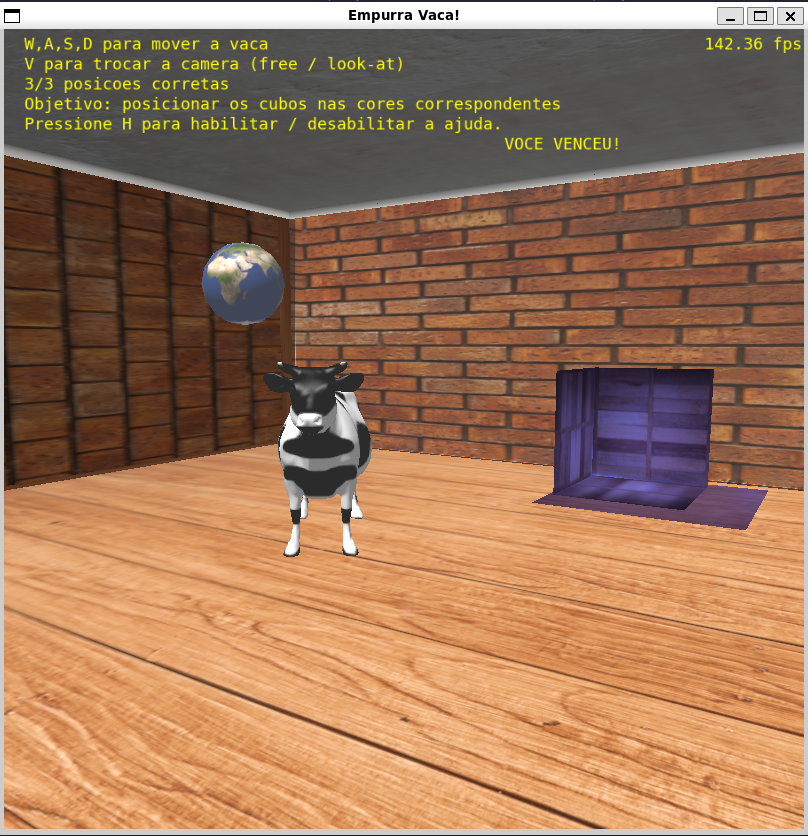 Empurra Vaca!
W,A,S,D para mover a vaca
142.36 fps
V para trocar a camera (free / look-at)
3/3 posicoes corretas
Objetivo: posicionar os cubos nas cores correspondentes
Pressione H para habilitar / desabilitar a ajuda.
VOCE VENCEU!